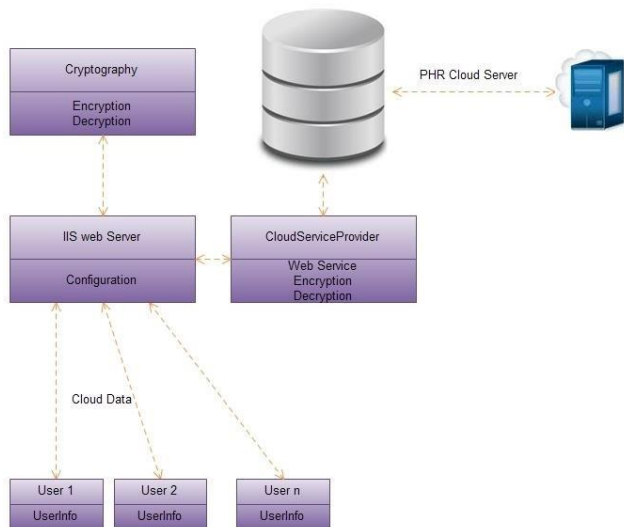 PHR Cloud Server
Cryptography
Encryption
Decryption
IIS web Server
Configuration
CloudServiceProvider
Web Service
Encryption
Decryption
Cloud Data
User 1
UserInfo
User 2
UserInfo
User n
UserInfo